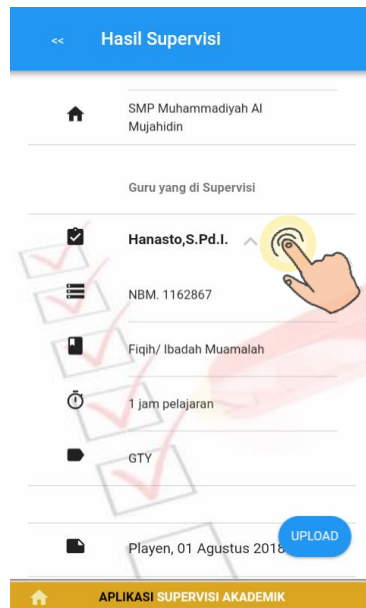 << Hasil Supervisi
SMP Muhammadiyah Al
Mujahidin
Guru yang di Supervisi
Hanasto,S.Pd.I.
NBM. 1162867
Fiqih/ Ibadah Muamalah
1 jam pelajaran
GTY
UPLOAD
Playen, 01 Agustus 2018
APLIKASI SUPERVISI AKADEMIK